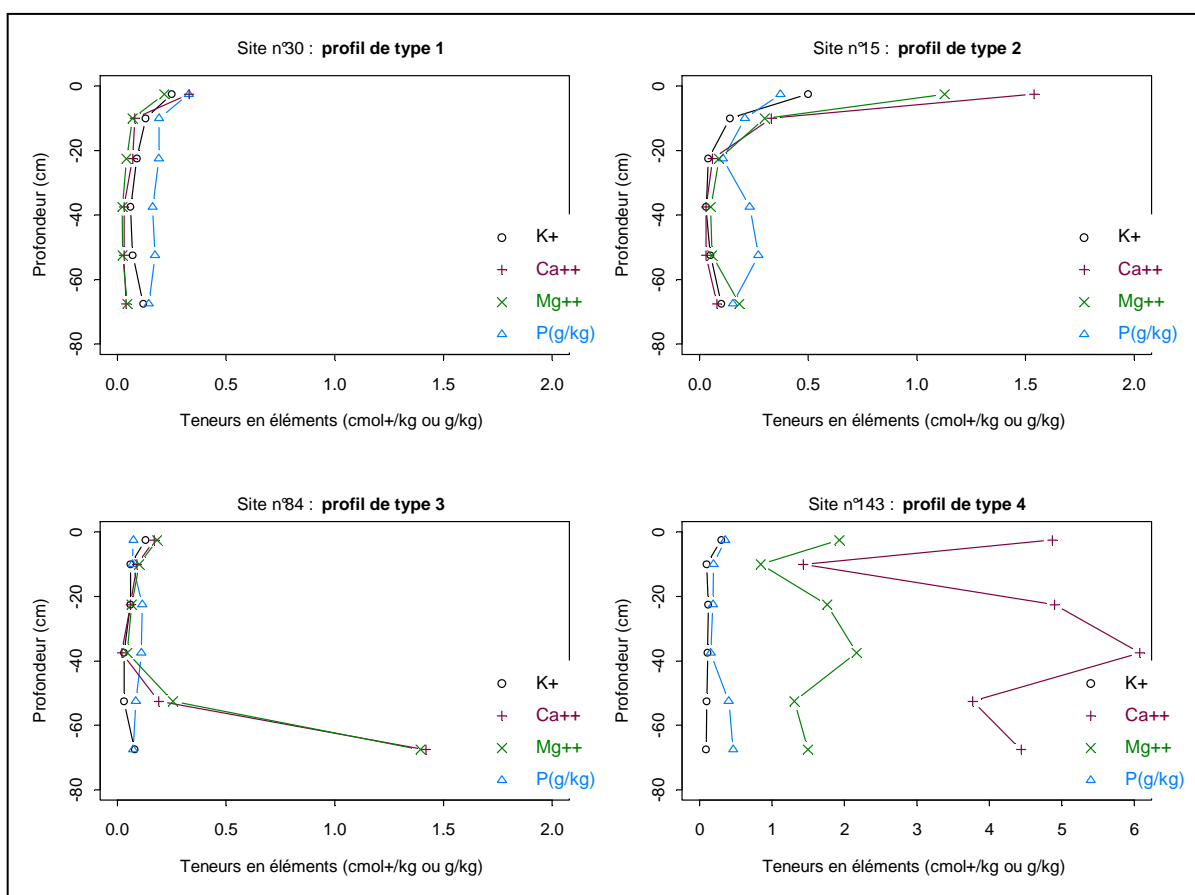 Site n°30 : profil de type 1
0
-20
-40
-60
-80
Profondeur (cm)
K+
Ca++
Mg++
P(g/kg)
0.0 0.5 1.0 1.5 2.0
Teneurs en éléments (cmol+/kg ou g/kg)
Site n°15 : profil de type 2
0
-20
-40
-60
-80
Profondeur (cm)
K+
Ca++
Mg++
P(g/kg)
0.0 0.5 1.0 1.5 2.0
Teneurs en éléments (cmol+/kg ou g/kg)
Site n°84 : profil de type 3
0
-20
-40
-60
-80
Profondeur (cm)
K+
Ca++
Mg++
P(g/kg)
0.0 0.5 1.0 1.5 2.0
Teneurs en éléments (cmol+/kg ou g/kg)
Site n°143 : profil de type 4
0
-20
-40
-60
-80
Profondeur (cm)
K+
Ca++
Mg++
P(g/kg)
0 1 2 3 4 5 6
Teneurs en éléments (cmol+/kg ou g/kg)